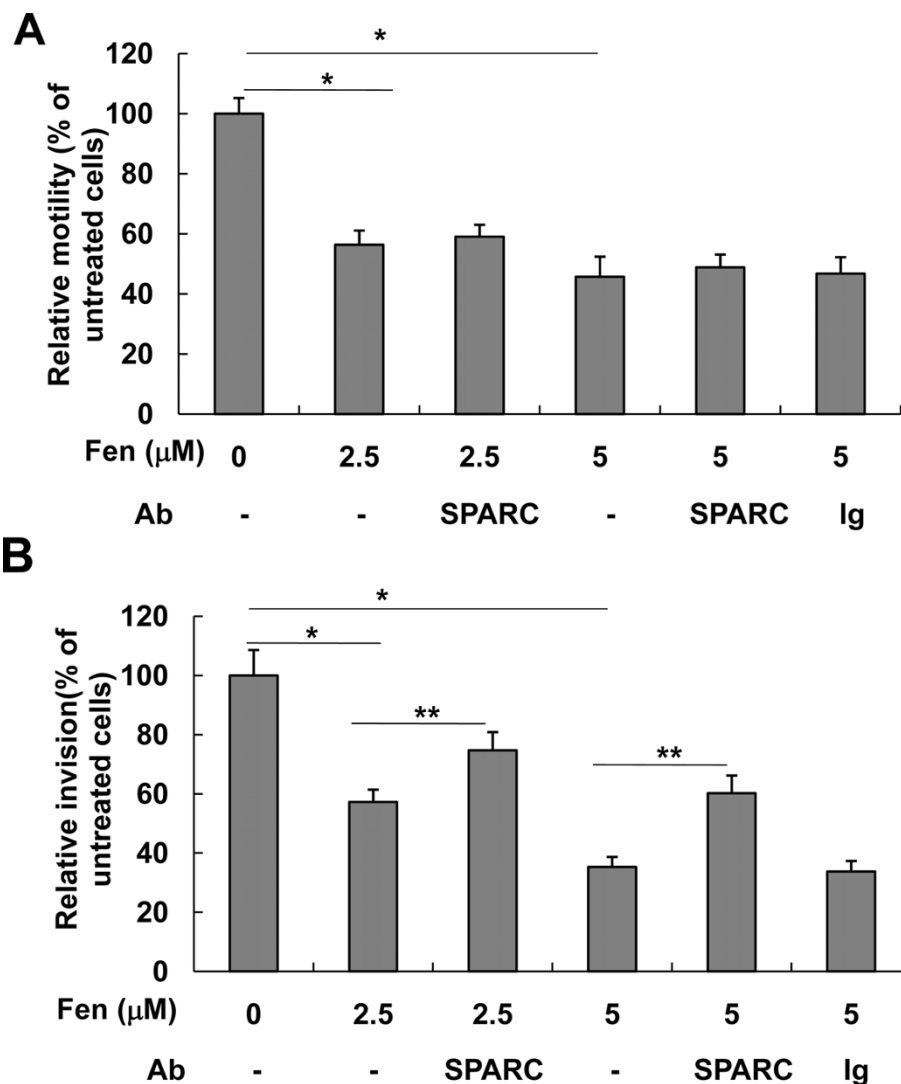 A
Relative motility (% of
untreated cells)
120
100
80
60
40
20
0
*
*
Fen (μM) 0 2.5 2.5 5 5 5
Ab - - SPARC - SPARC Ig
B
Relative invision(% of
untreated cells)
120
100
80
60
40
20
0
*
*
**
**
Fen (μM) 0 2.5 2.5 5 5 5
Ab - - SPARC - SPARC Ig